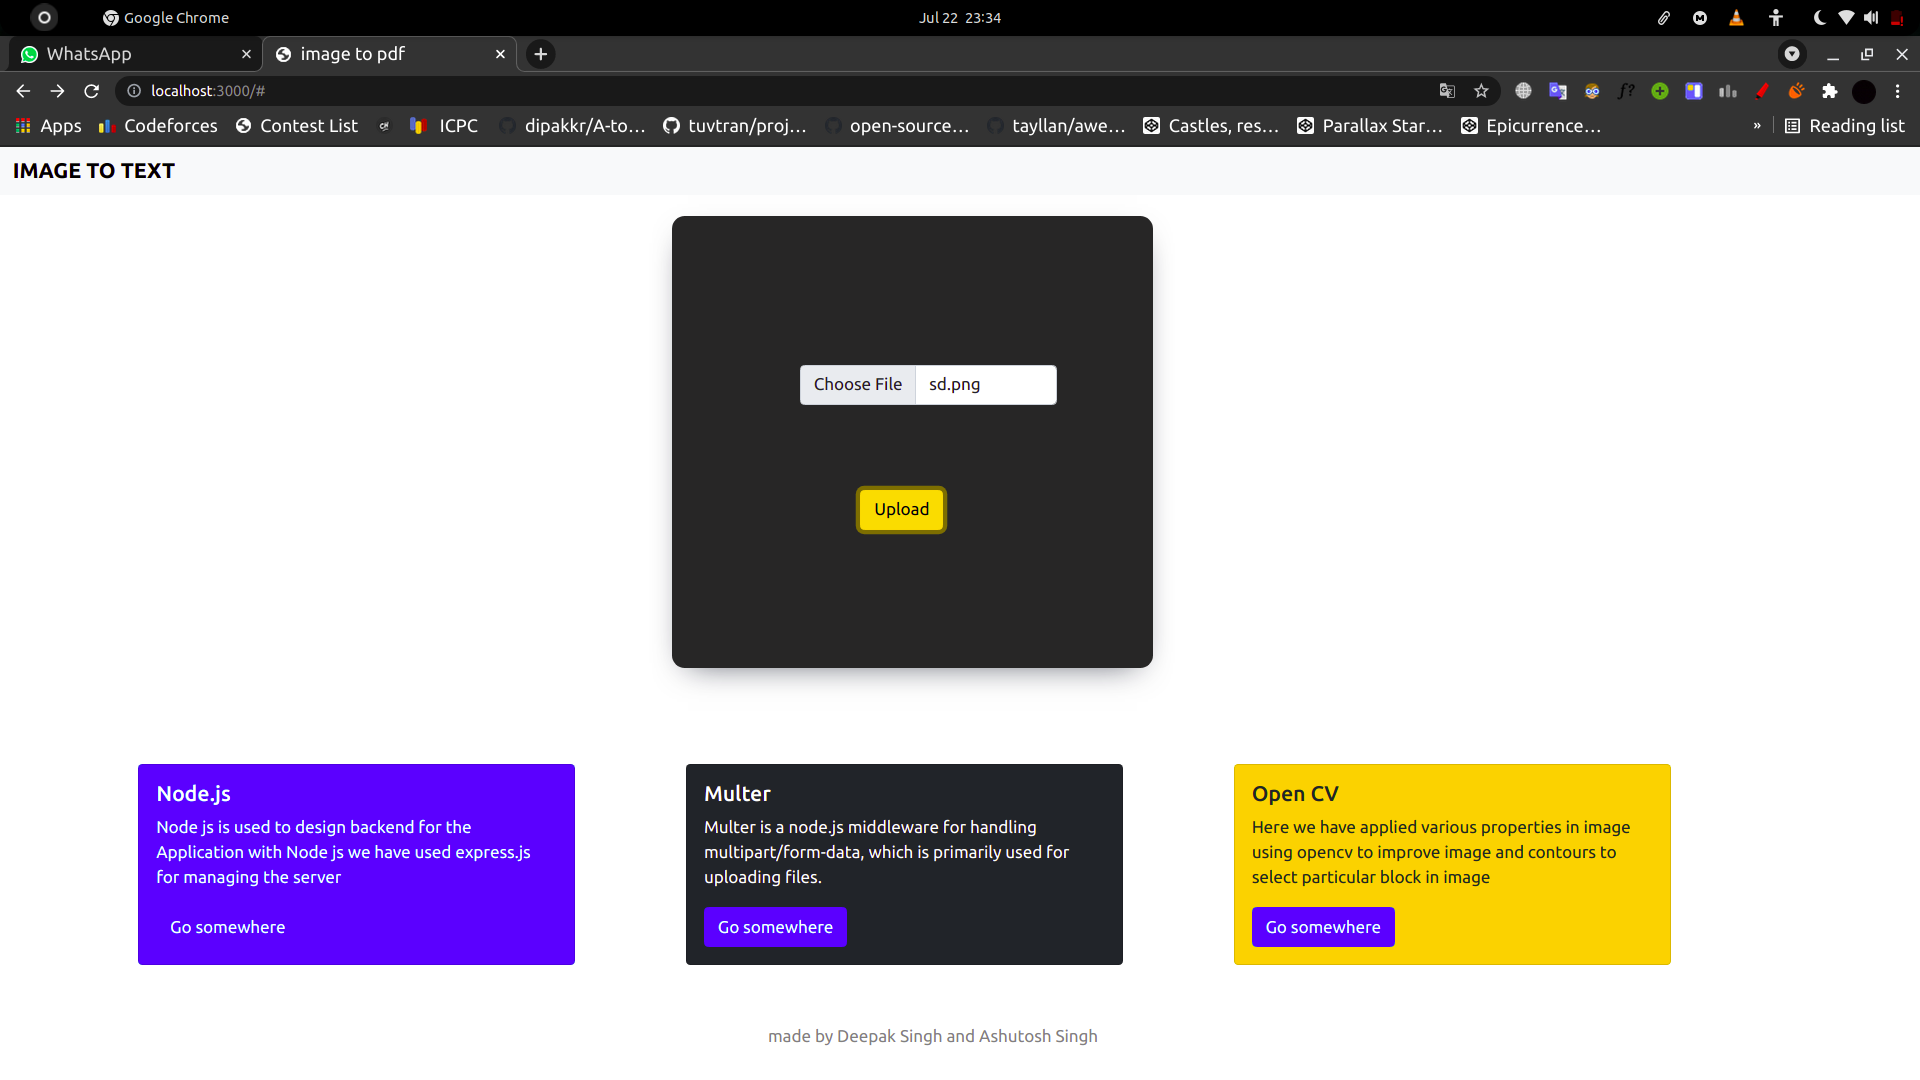 Google Chrome
Jul 22 23:34
WhatsApp
image to pdf
localhost:3000/#
Apps
Codeforces
Contest List
ICPC
dipakkr/A-to...
tuvtran/proj...
open-source...
tayllan/awe...
Castles, res...
Parallax Star...
Epicurrence...
»
Reading list
IMAGE TO TEXT
Choose File sd.png
Upload
Node.js
Node js is used to design backend for the
Application with Node js we have used express.js
for managing the server
Go somewhere
Multer
Multer is a node.js middleware for handling
multipart/form-data, which is primarily used for
uploading files.
Go somewhere
Open CV
Here we have applied various properties in image
using opencv to improve image and contours to
select particular block in image
Go somewhere
made by Deepak Singh and Ashutosh Singh